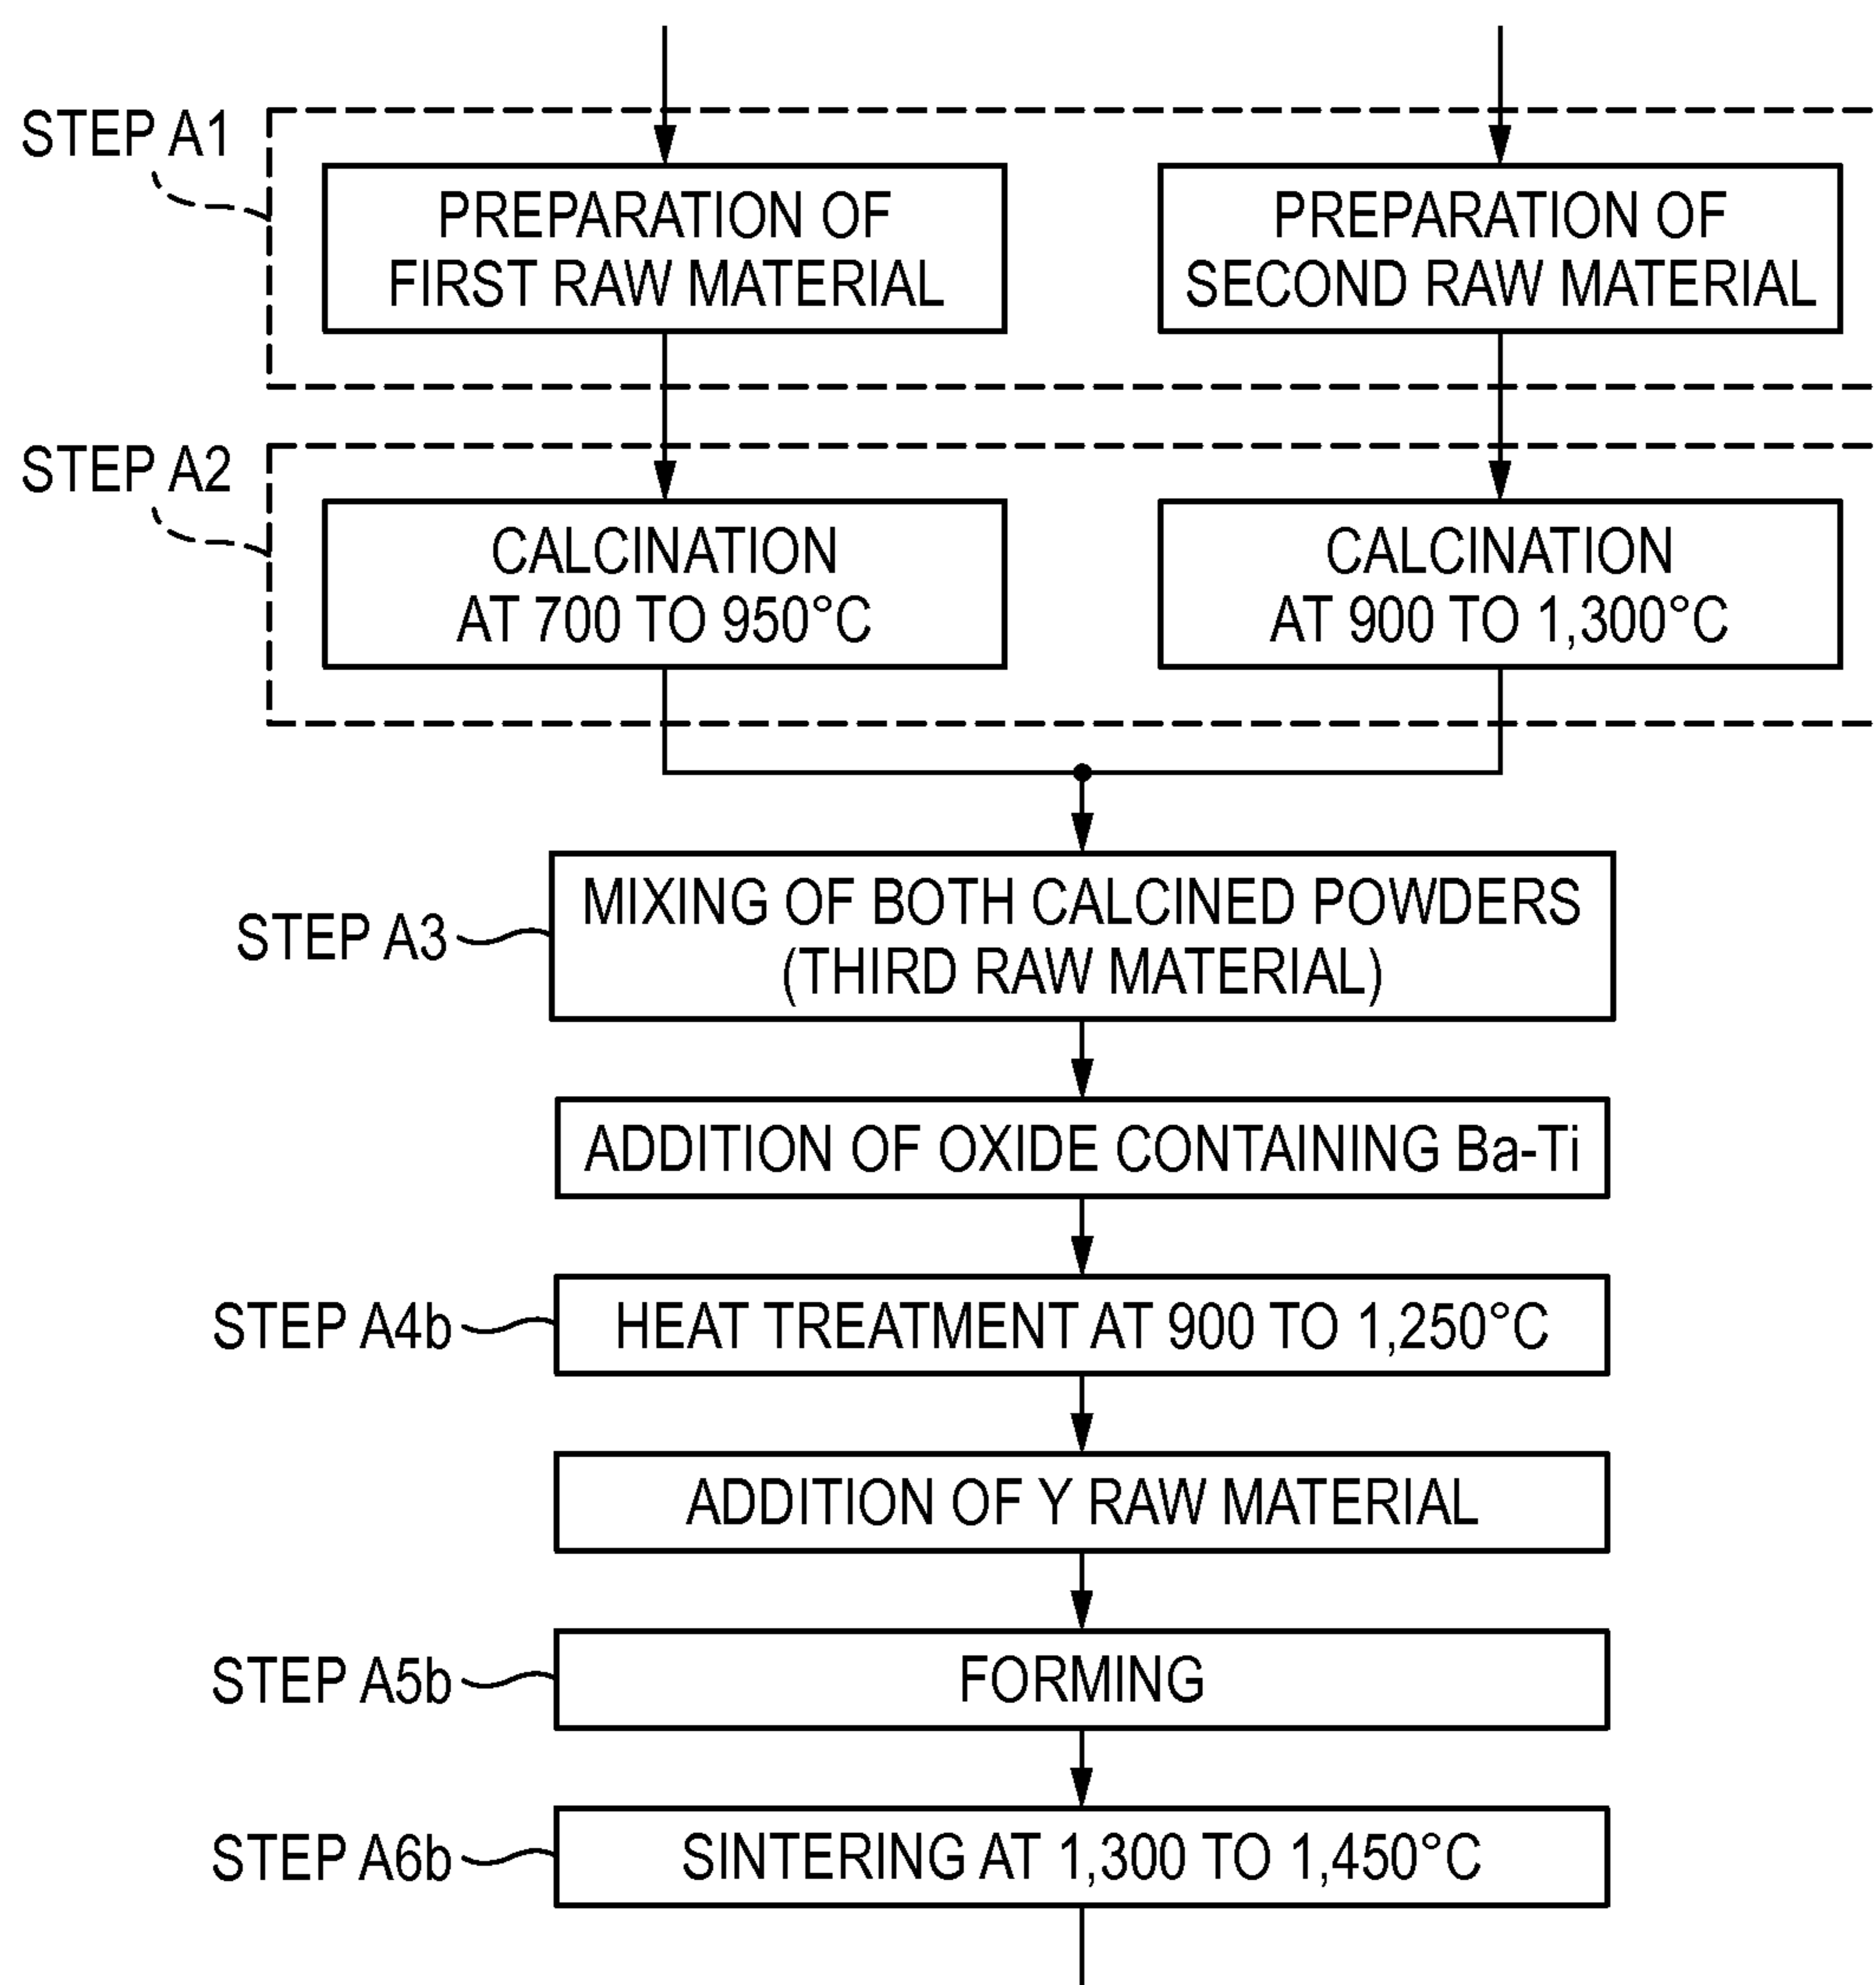 STEP A1
PREPARATION OF
FIRST RAW MATERIAL
PREPARATION OF
SECOND RAW MATERIAL
STEP A2
CALCINATION
AT 700 TO 950°C
CALCINATION
AT 900 TO 1,300°C
STEP A3
MIXING OF BOTH CALCINED POWDERS
(THIRD RAW MATERIAL)
ADDITION OF OXIDE CONTAINING Ba-Ti
STEP A4b
HEAT TREATMENT AT 900 TO 1,250°C
ADDITION OF Y RAW MATERIAL
STEP A5b
FORMING
STEP A6b
SINTERING AT 1,300 TO 1,450°C